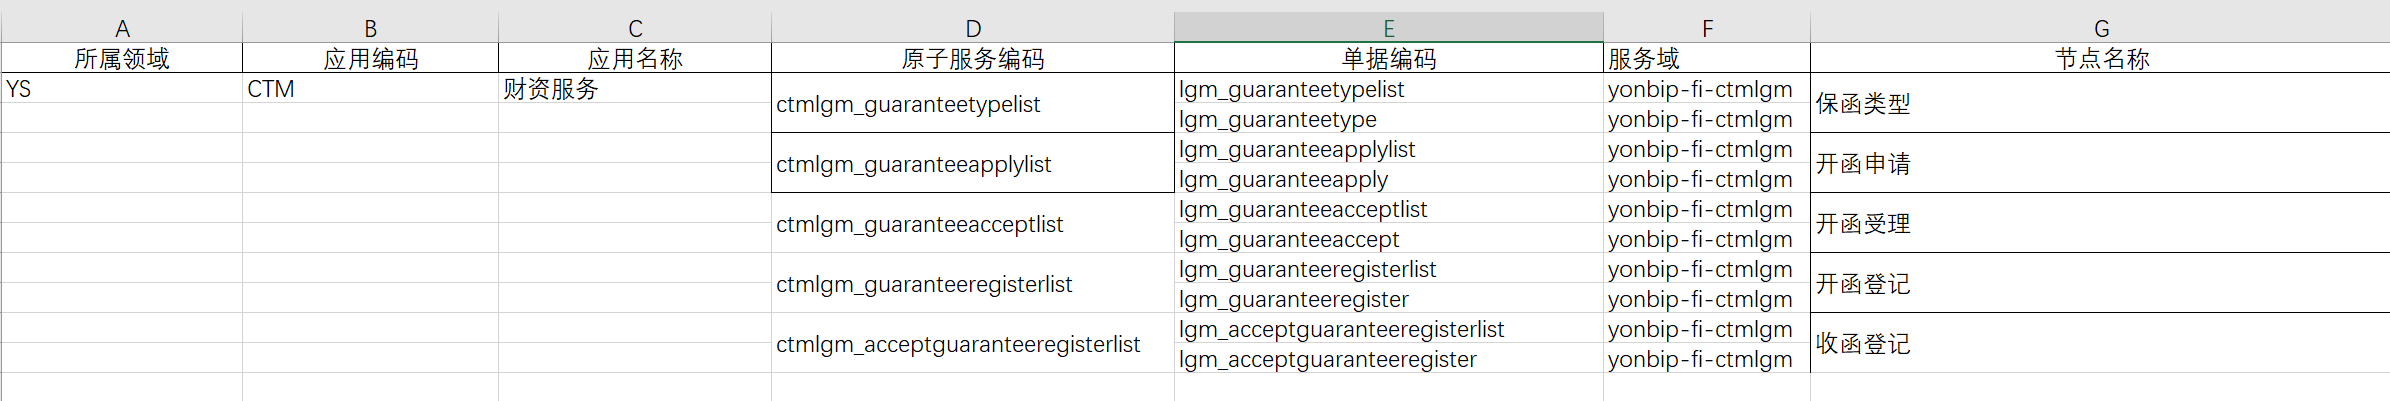 A B C D E F G
所属领域 应用编码 应用名称 原子服务编码 单据编码 服务域 节点名称
YS CTM 财资服务 ctmlgm_guaranteetypelist lgm_guaranteetypelist yonbip-fi-ctmlgm 保函类型
lgm_guaranteetype yonbip-fi-ctmlgm
ctmlgm_guaranteeapplylist lgm_guaranteeapplylist yonbip-fi-ctmlgm 开函申请
lgm_guaranteeapply yonbip-fi-ctmlgm
ctmlgm_guaranteeacceptlist lgm_guaranteeacceptlist yonbip-fi-ctmlgm 开函受理
lgm_guaranteeaccept yonbip-fi-ctmlgm
ctmlgm_guaranteeregisterlist lgm_guaranteeregisterlist yonbip-fi-ctmlgm 开函登记
lgm_guaranteeregister yonbip-fi-ctmlgm
ctmlgm_acceptguaranteeregisterlist lgm_acceptguaranteeregisterlist yonbip-fi-ctmlgm 收函登记
lgm_acceptguaranteeregister yonbip-fi-ctmlgm